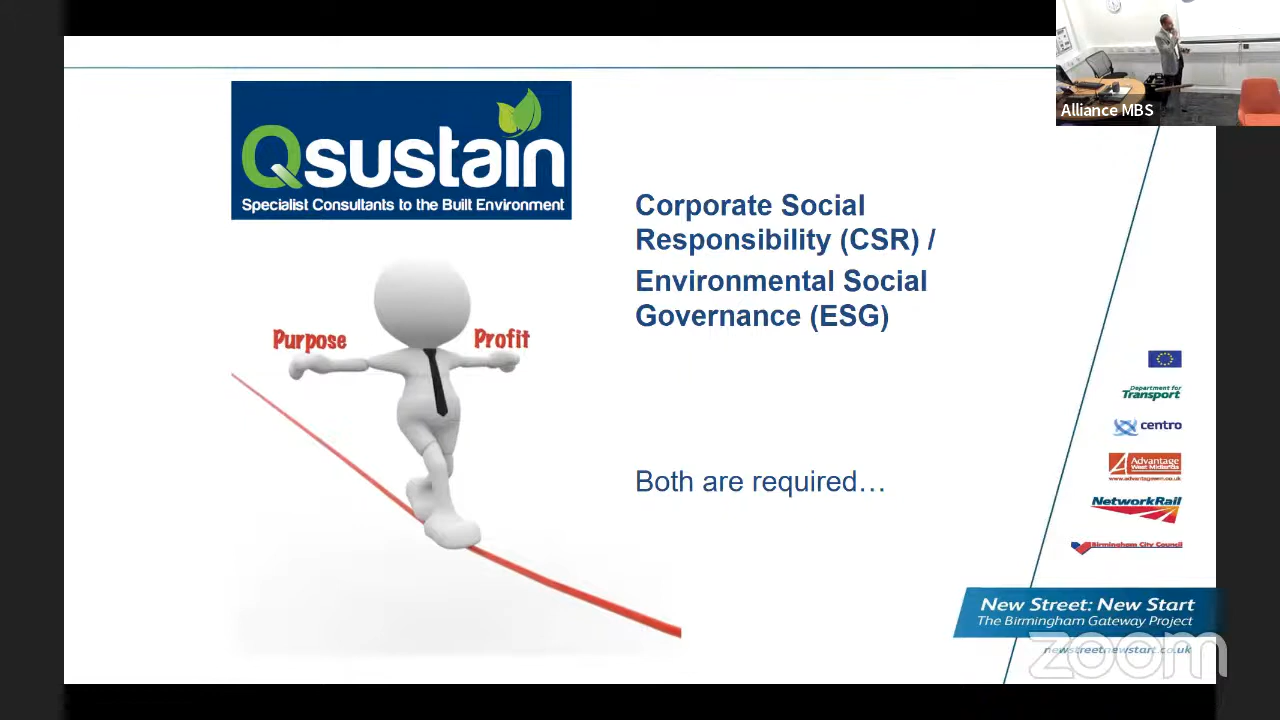 Alliance MBS
Qsustain
Specialist Consultants to the Built Environment
Corporate Social
Responsibility (CSR) /
Environmental Social
Governance (ESG)
Purpose
Profit
Both are required…
Department for
Transport
centro
Advantage
West Midlands
www.advantagewm.co.uk
NetworkRail
Birmingham City Council
New Street: New Start
The Birmingham Gateway Project
newstreetnewstart.co.uk
zoom